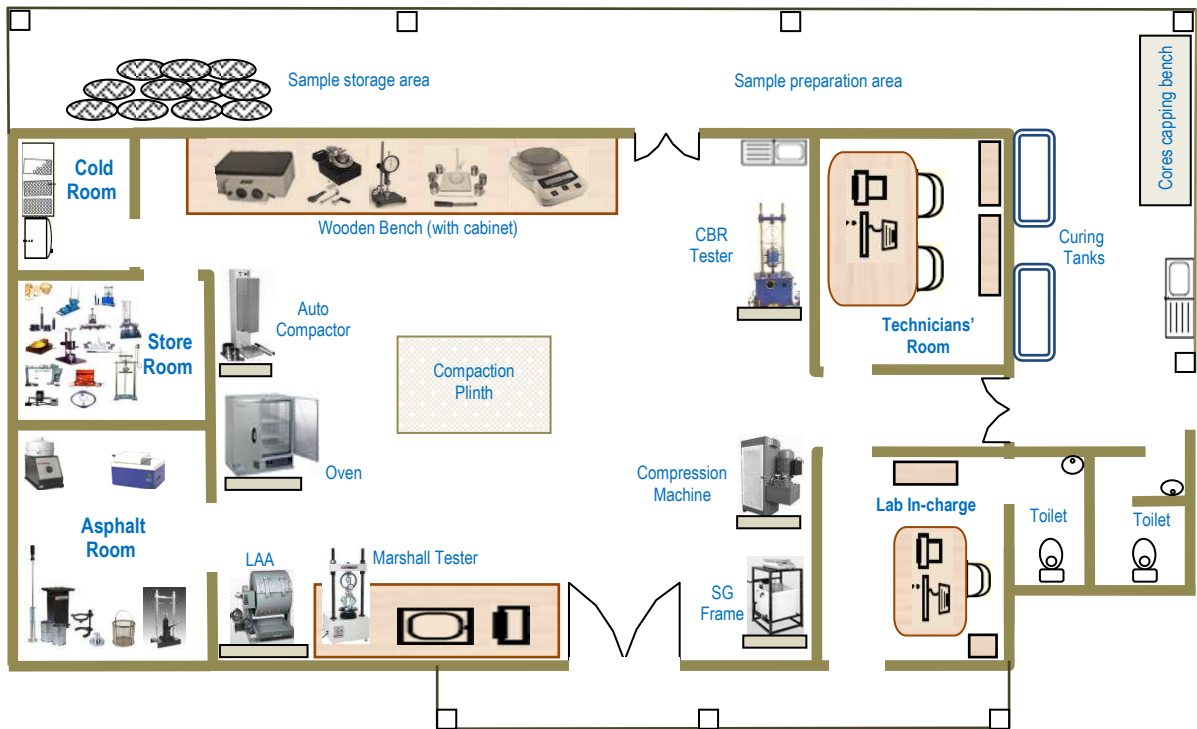 Sample storage area
Sample preparation area
Cores capping bench
Cold
Room
Wooden Bench (with cabinet)
CBR
Tester
Curing
Tanks
Auto
Compactor
Store
Room
Technicians’
Room
Compaction
Plinth
Oven
Compression
Machine
Lab In-charge
Asphalt
Room
Toilet
Toilet
LAA
Marshall Tester
SG
Frame